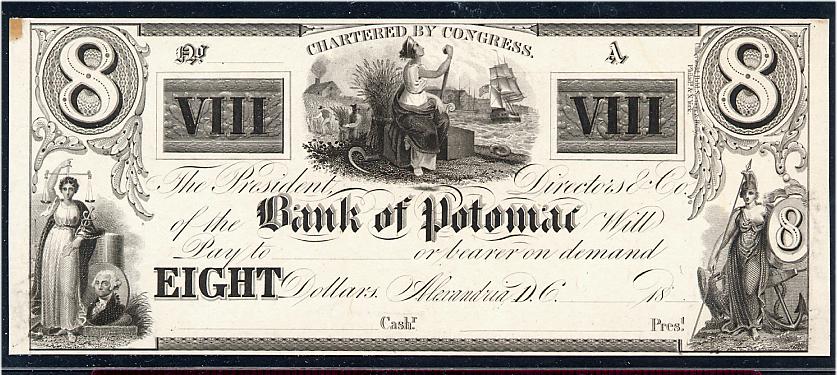 CHARTERED BY CONGRESS.
8 No A 8
VIII VIII
The President, Directors & Co.
of the Bank of Potomac Will
Pay to or bearer on demand
8
EIGHT Dollars. Alexandria, D.C. 18
Cashr. Prest.